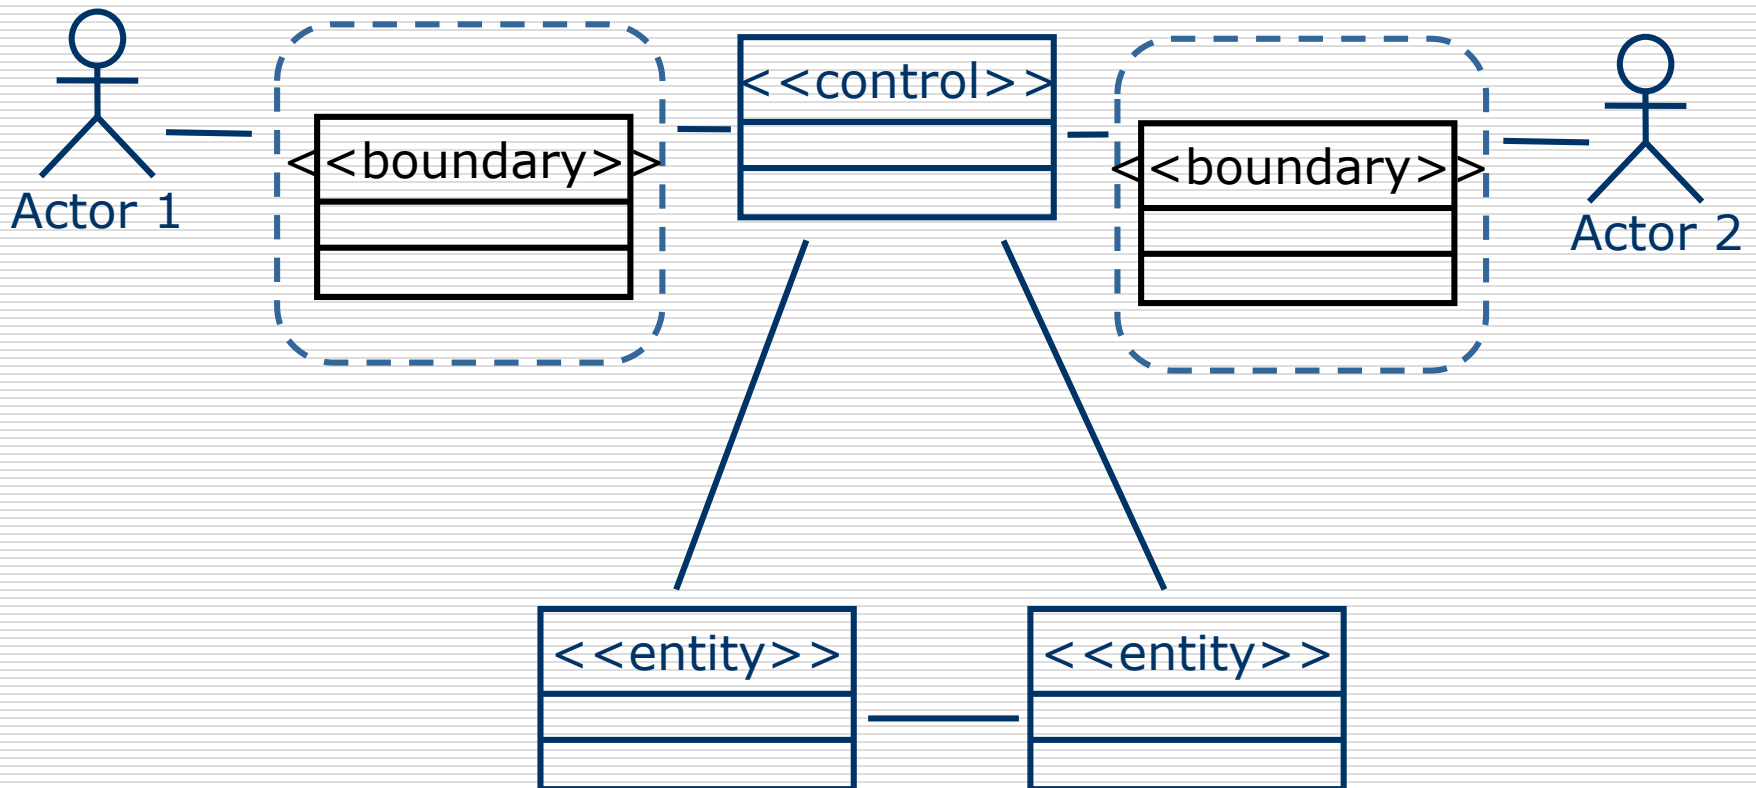 <<control>>
<<boundary>>
<<boundary>>
Actor 1
Actor 2
<<entity>>
<<entity>>